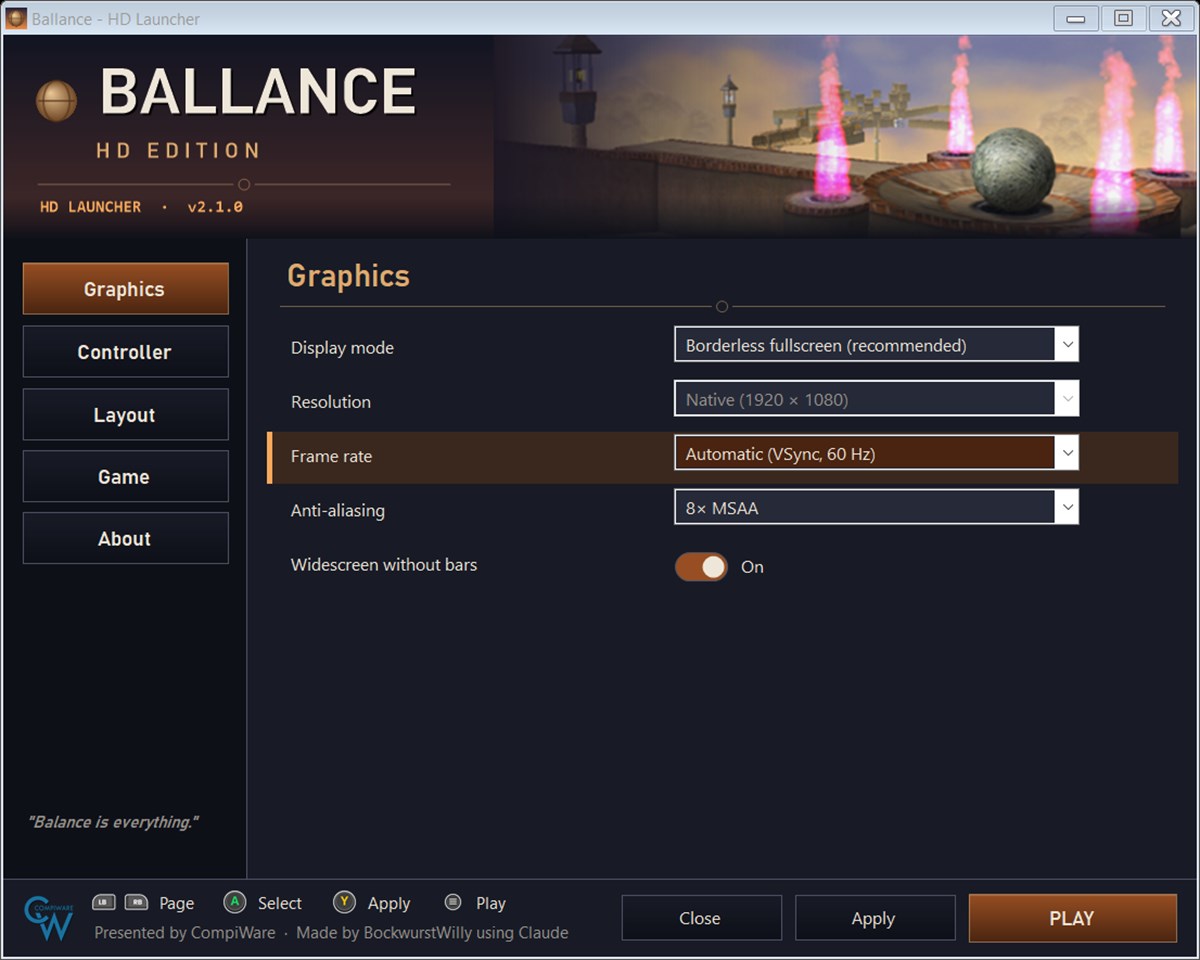 Ballance - HD Launcher
BALLANCE
HD EDITION
HD LAUNCHER · v2.1.0
Graphics
Controller
Layout
Game
About
"Balance is everything."
Graphics
Display mode
Borderless fullscreen (recommended)
Resolution
Native (1920 × 1080)
Frame rate
Automatic (VSync, 60 Hz)
Anti-aliasing
8× MSAA
Widescreen without bars
On
COMPIWARE
CW
LB RB Page A Select Y Apply Play
Presented by CompiWare · Made by BockwurstWilly using Claude
Close
Apply
PLAY